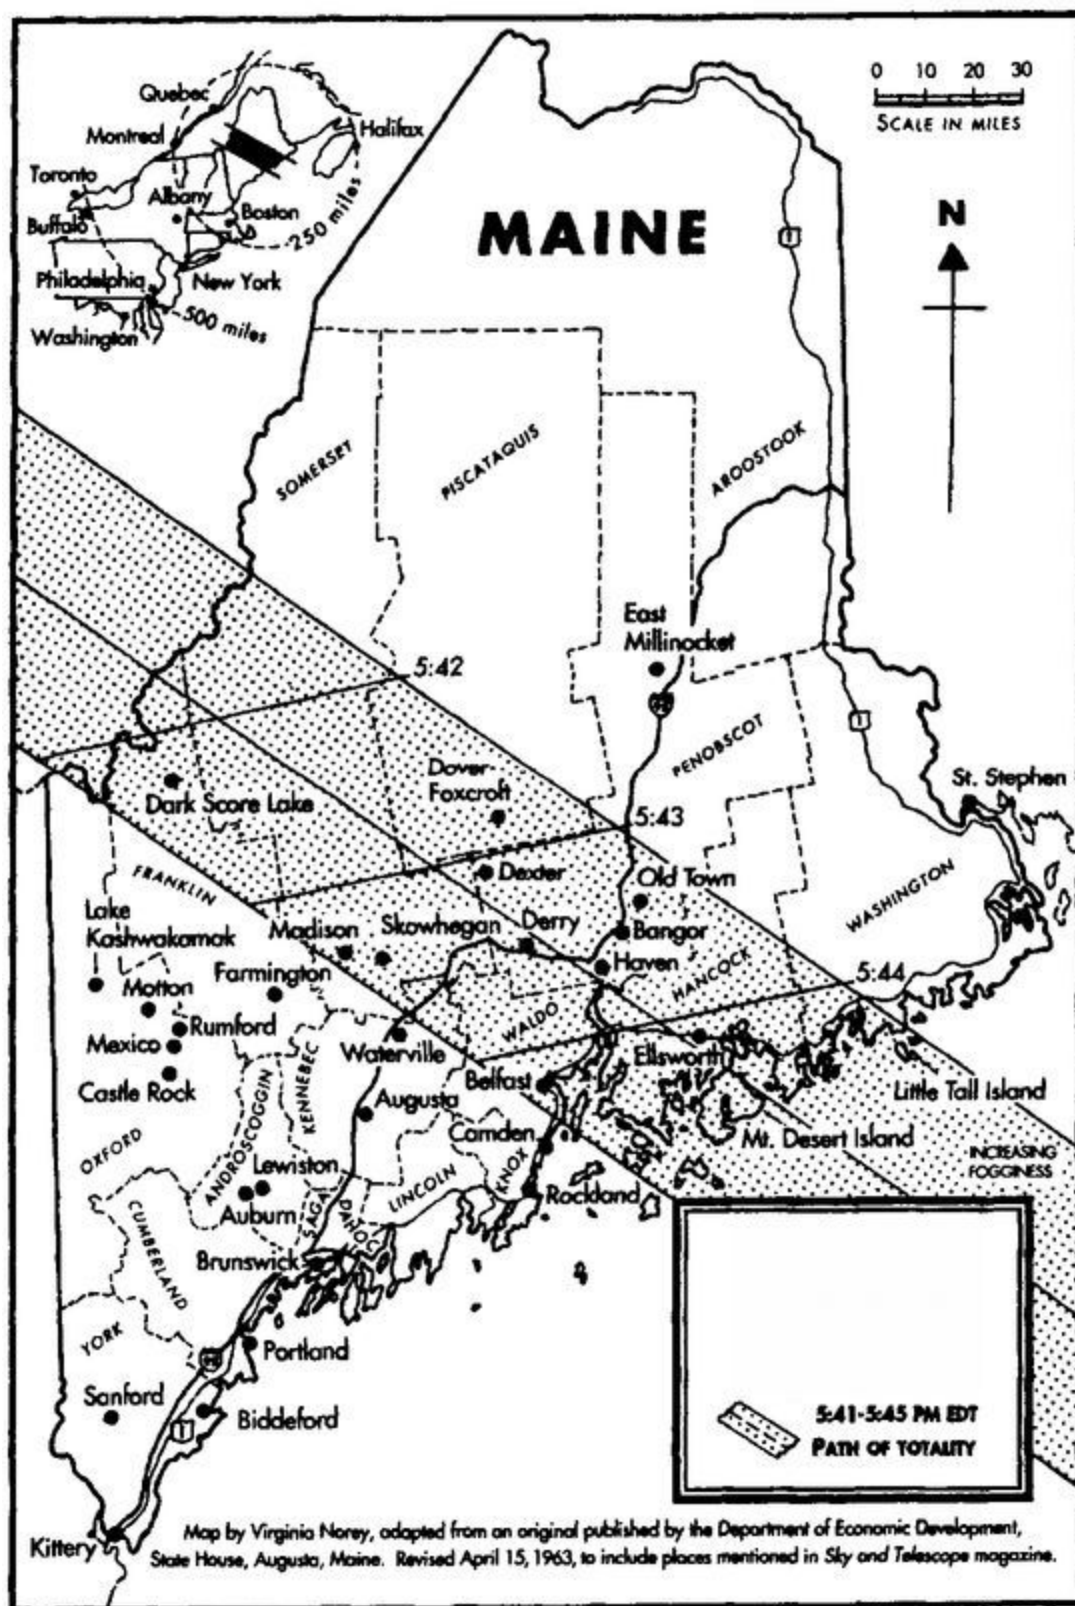 Quebec
Montreal
Halifax
Toronto
Albany
Boston
Buffalo
250 miles
Philadelphia
New York
500 miles
Washington
0 10 20 30
SCALE IN MILES
N
MAINE
1
SOMERSET
PISCATAQUIS
AROOSTOOK
East
Millinocket
5:42
PENOBSCOT
1
St. Stephen
Dark Score Lake
Dover-
Foxcroft
5:43
FRANKLIN
Dexter
Old Town
WASHINGTON
Lake
Kashwakamak
Madison
Skowhegan
Derry
Bangor
Farmington
Haven
HANCOCK
5:44
Motton
Rumford
WALDO
Mexico
Waterville
Ellsworth
Castle Rock
KENNEBEC
Belfast
Little Tall Island
Augusta
Camden
Mt. Desert Island
OXFORD
ANDROSCOGGIN
INCREASING
FOGGINESS
Lewiston
LINCOLN
KNOX
Rockland
Auburn
SAGA
DAHOC
CUMBERLAND
Brunswick
YORK
Portland
Sanford
Biddeford
1
5:41-5:45 PM EDT
PATH OF TOTALITY
Kittery
Map by Virginia Norey, adapted from an original published by the Department of Economic Development,
State House, Augusta, Maine. Revised April 15, 1963, to include places mentioned in Sky and Telescope magazine.